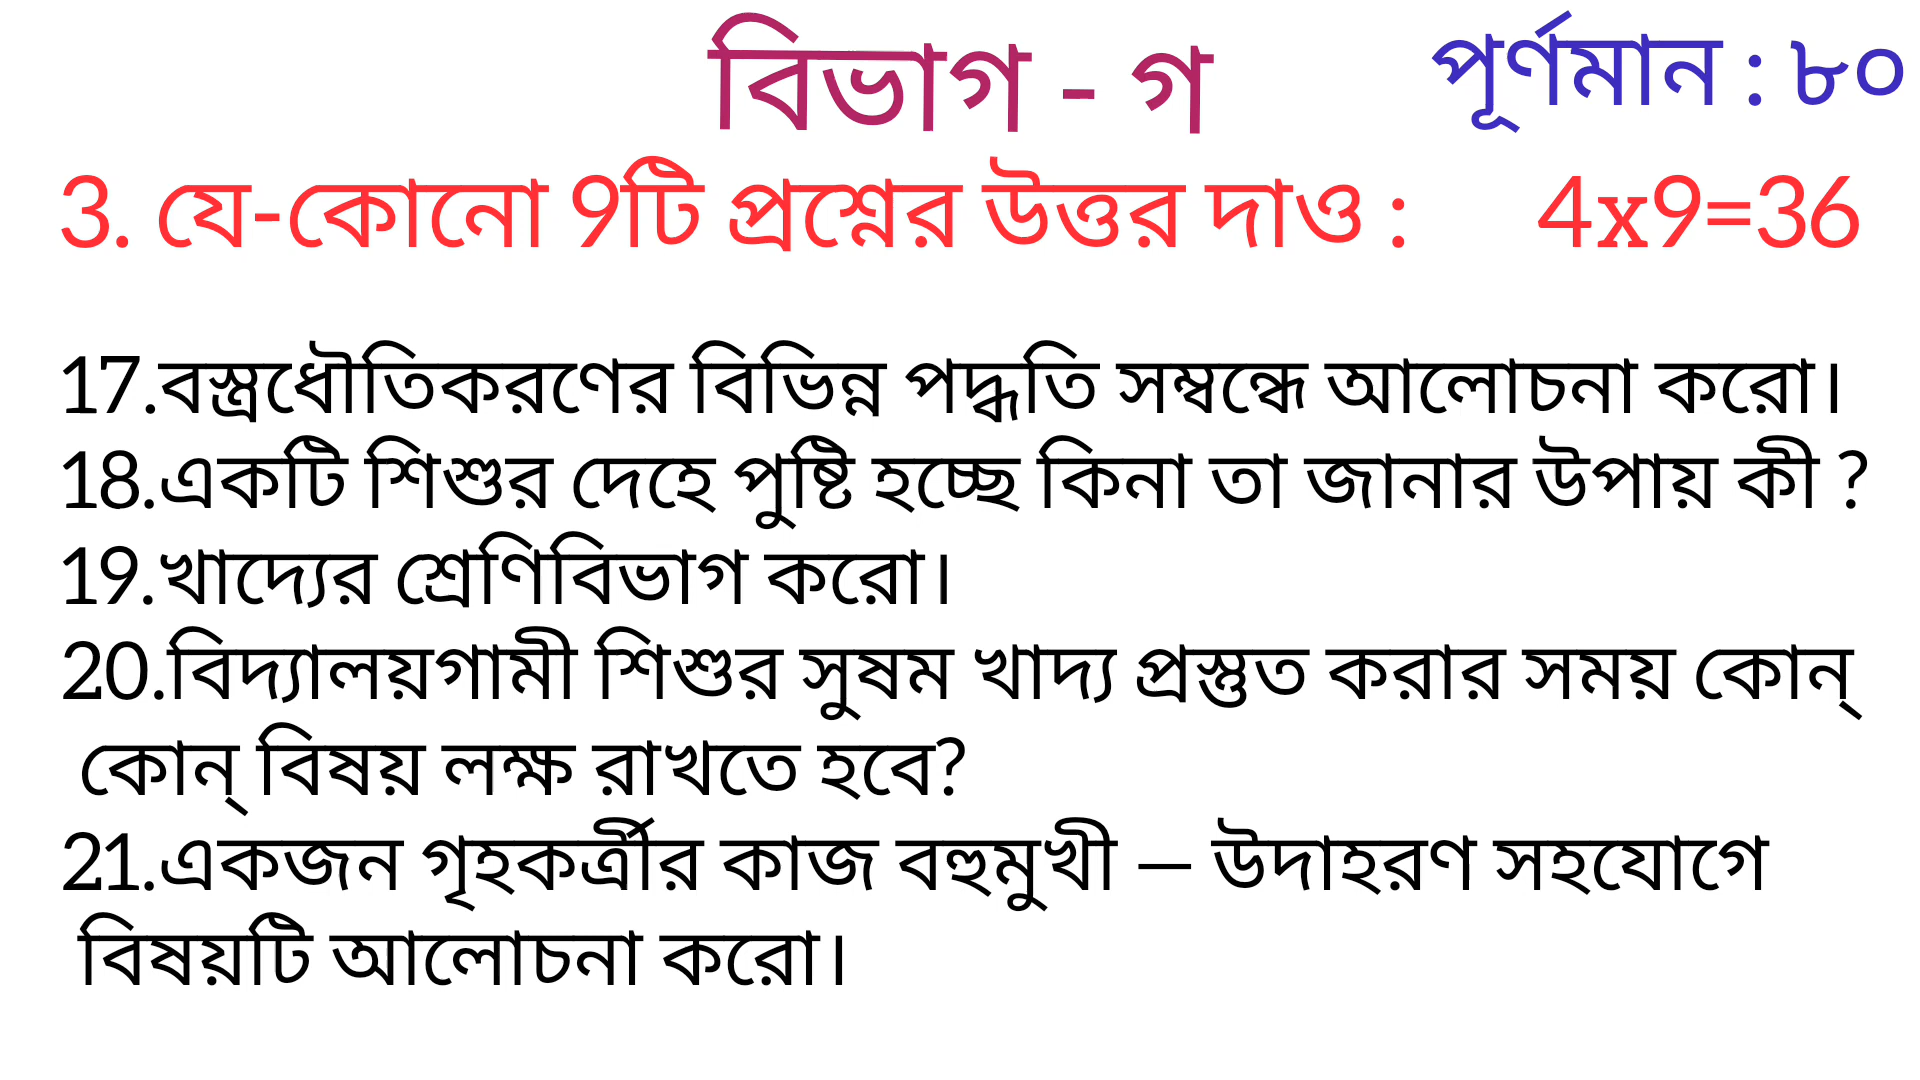 বিভাগ - গ
পূর্ণমান : ৮০
3. যে-কোনো 9টি প্রশ্নের উত্তর দাও : 4x9=36
17.বস্ত্রধৌতিকরণের বিভিন্ন পদ্ধতি সম্বন্ধে আলোচনা করো।
18.একটি শিশুর দেহে পুষ্টি হচ্ছে কিনা তা জানার উপায় কী ?
19.খাদ্যের শ্রেণিবিভাগ করো।
20.বিদ্যালয়গামী শিশুর সুষম খাদ্য প্রস্তুত করার সময় কোন্
কোন্ বিষয় লক্ষ রাখতে হবে?
21.একজন গৃহকর্ত্রীর কাজ বহুমুখী — উদাহরণ সহযোগে
বিষয়টি আলোচনা করো।